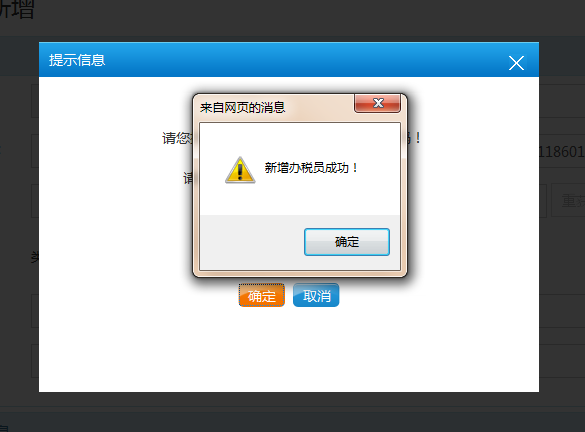 新增
提示信息
来自网页的消息
请您
！
新增办税员成功！
118601
请
确定
确定
取消